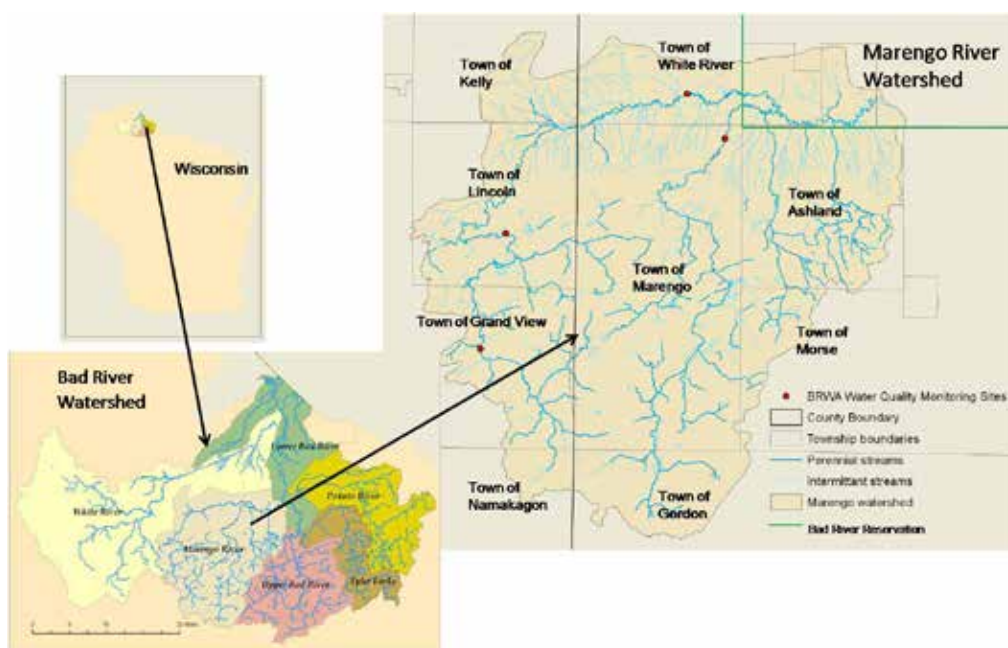 Wisconsin
Bad River
Watershed
White River
Marengo River
Lower Bad River
Potato River
Upper Bad River
Tyler Forks
Marengo River
Watershed
Town of
Kelly
Town of
White River
Town of
Lincoln
Town of
Ashland
Town of
Marengo
Town of Grand View
Town of
Morse
Town of
Namakagon
Town of
Gordon
BRWA Water Quality Monitoring Sites
County Boundary
Township boundaries
Perennial streams
Intermittant streams
Marengo watershed
Bad River Reservation